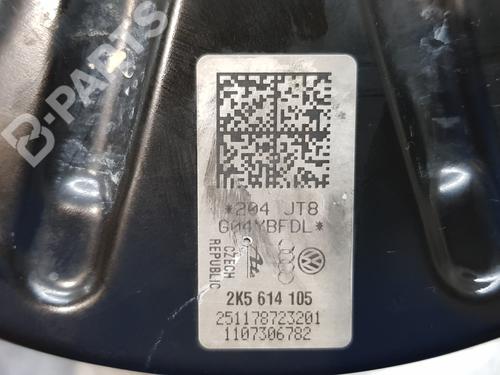 B-PARTS
*204 JT8
G04YBFDL*
CZECH
REPUBLIC
2K5 614 105
251178723201
1107306782